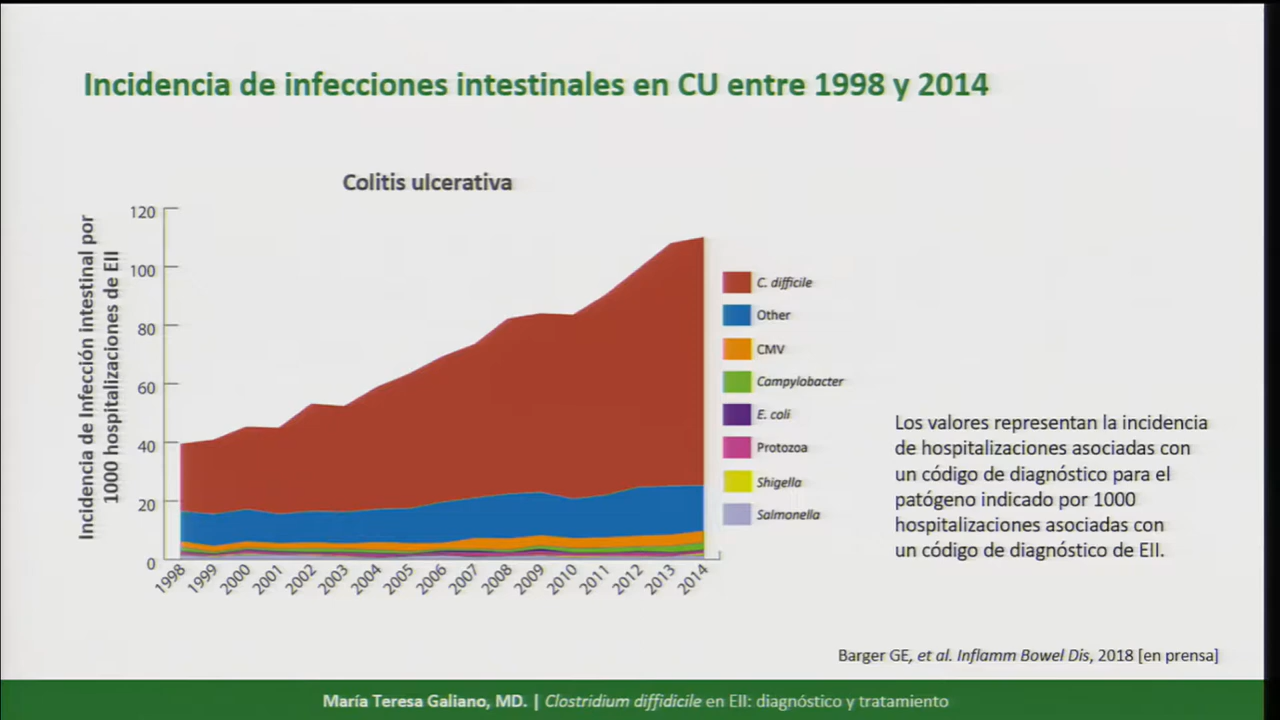 Incidencia de infecciones intestinales en CU entre 1998 y 2014
Colitis ulcerativa
Incidencia de Infección intestinal por
1000 hospitalizaciones de EII
120
100
80
60
40
20
0
1998
1999
2000
2001
2002
2003
2004
2005
2006
2007
2008
2009
2010
2011
2012
2013
2014
C. difficile
Other
CMV
Campylobacter
E. coli
Protozoa
Shigella
Salmonella
Los valores representan la incidencia
de hospitalizaciones asociadas con
un código de diagnóstico para el
patógeno indicado por 1000
hospitalizaciones asociadas con
un código de diagnóstico de EII.
Barger GE, et al. Inflamm Bowel Dis, 2018 [en prensa]
María Teresa Galiano, MD. | Clostridium diffidicile en EII: diagnóstico y tratamiento